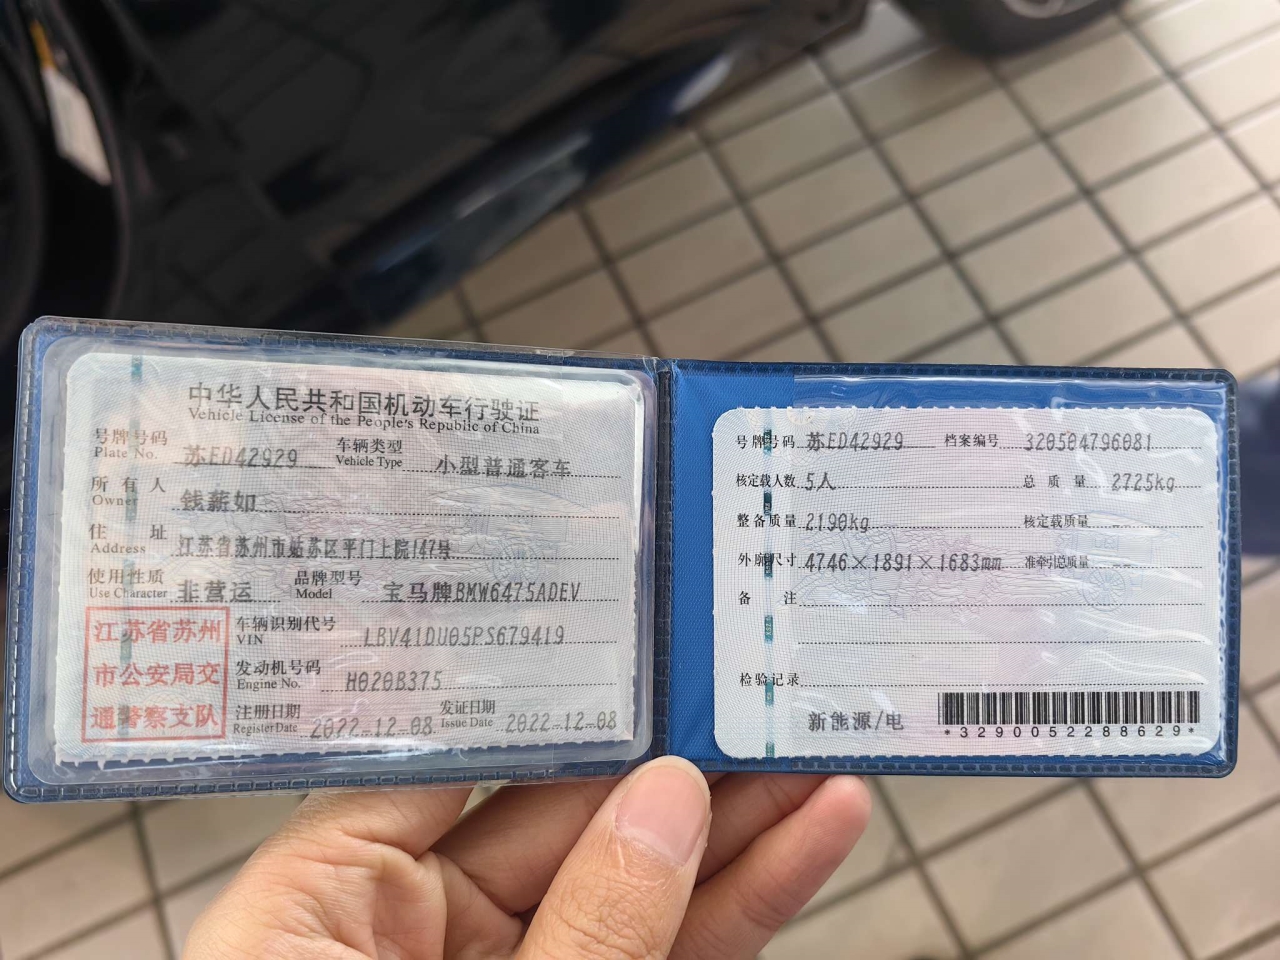 中华人民共和国机动车行驶证
Vehicle License of the People's Republic of China
号牌号码 苏ED42929 车辆类型 小型普通客车
Plate No. Vehicle Type
所有人 钱薪如
Owner
住址 江苏省苏州市姑苏区平门上院147号
Address
使用性质 非营运 品牌型号 宝马牌BMW6475ADEV
Use Character Model
江苏省苏州
市公安局交
通警察支队
车辆识别代号 LBV41DU05PS679419
VIN
发动机号码 H020B375
Engine No.
注册日期 2022-12-08 发证日期 2022-12-08
Register Date Issue Date
号牌号码 苏ED42929 档案编号 320504796081
核定载人数 5人 总质量 2725kg
整备质量 2190kg 核定载质量 --
外廓尺寸 4746×1891×1683mm 准牵引总质量 --
备注
检验记录
新能源/电
*3290052288629*